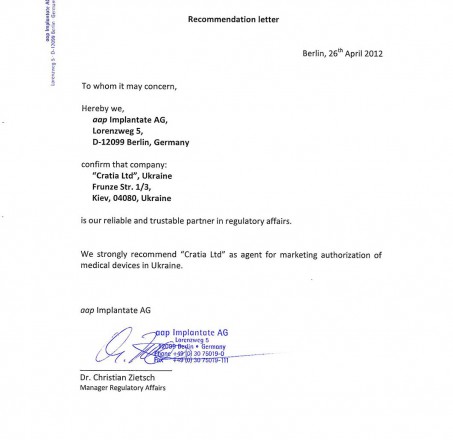 Recommendation letter
aap Implantate AG
Lorenzweg 5 · D-12099 Berlin · Germany
Berlin, 26th April 2012
To whom it may concern,
Hereby we,
aap Implantate AG,
Lorenzweg 5,
D-12099 Berlin, Germany
confirm that company:
“Cratia Ltd”, Ukraine
Frunze Str. 1/3,
Kiev, 04080, Ukraine
is our reliable and trustable partner in regulatory affairs.
We strongly recommend “Cratia Ltd” as agent for marketing authorization of
medical devices in Ukraine.
aap Implantate AG
aap Implantate AG
Lorenzweg 5
12099 Berlin • Germany
Phone +49 (0) 30 75019-0
Fax +49 (0) 30 75019-111
Dr. Christian Zietsch
Manager Regulatory Affairs